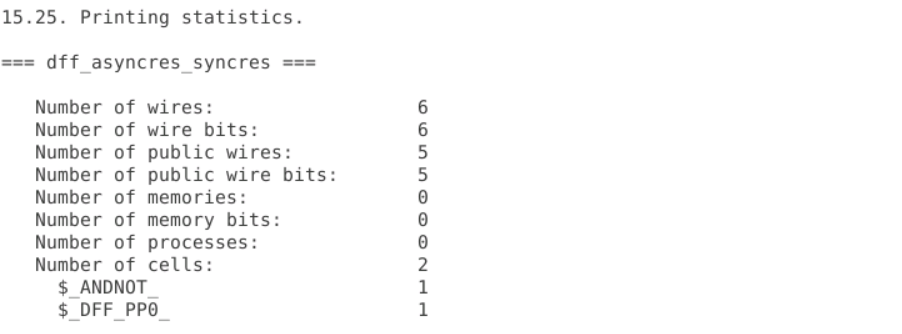 15.25. Printing statistics.
=== dff_asyncres_syncres ===
Number of wires: 6
Number of wire bits: 6
Number of public wires: 5
Number of public wire bits: 5
Number of memories: 0
Number of memory bits: 0
Number of processes: 0
Number of cells: 2
$_ANDNOT_ 1
$_DFF_PP0_ 1